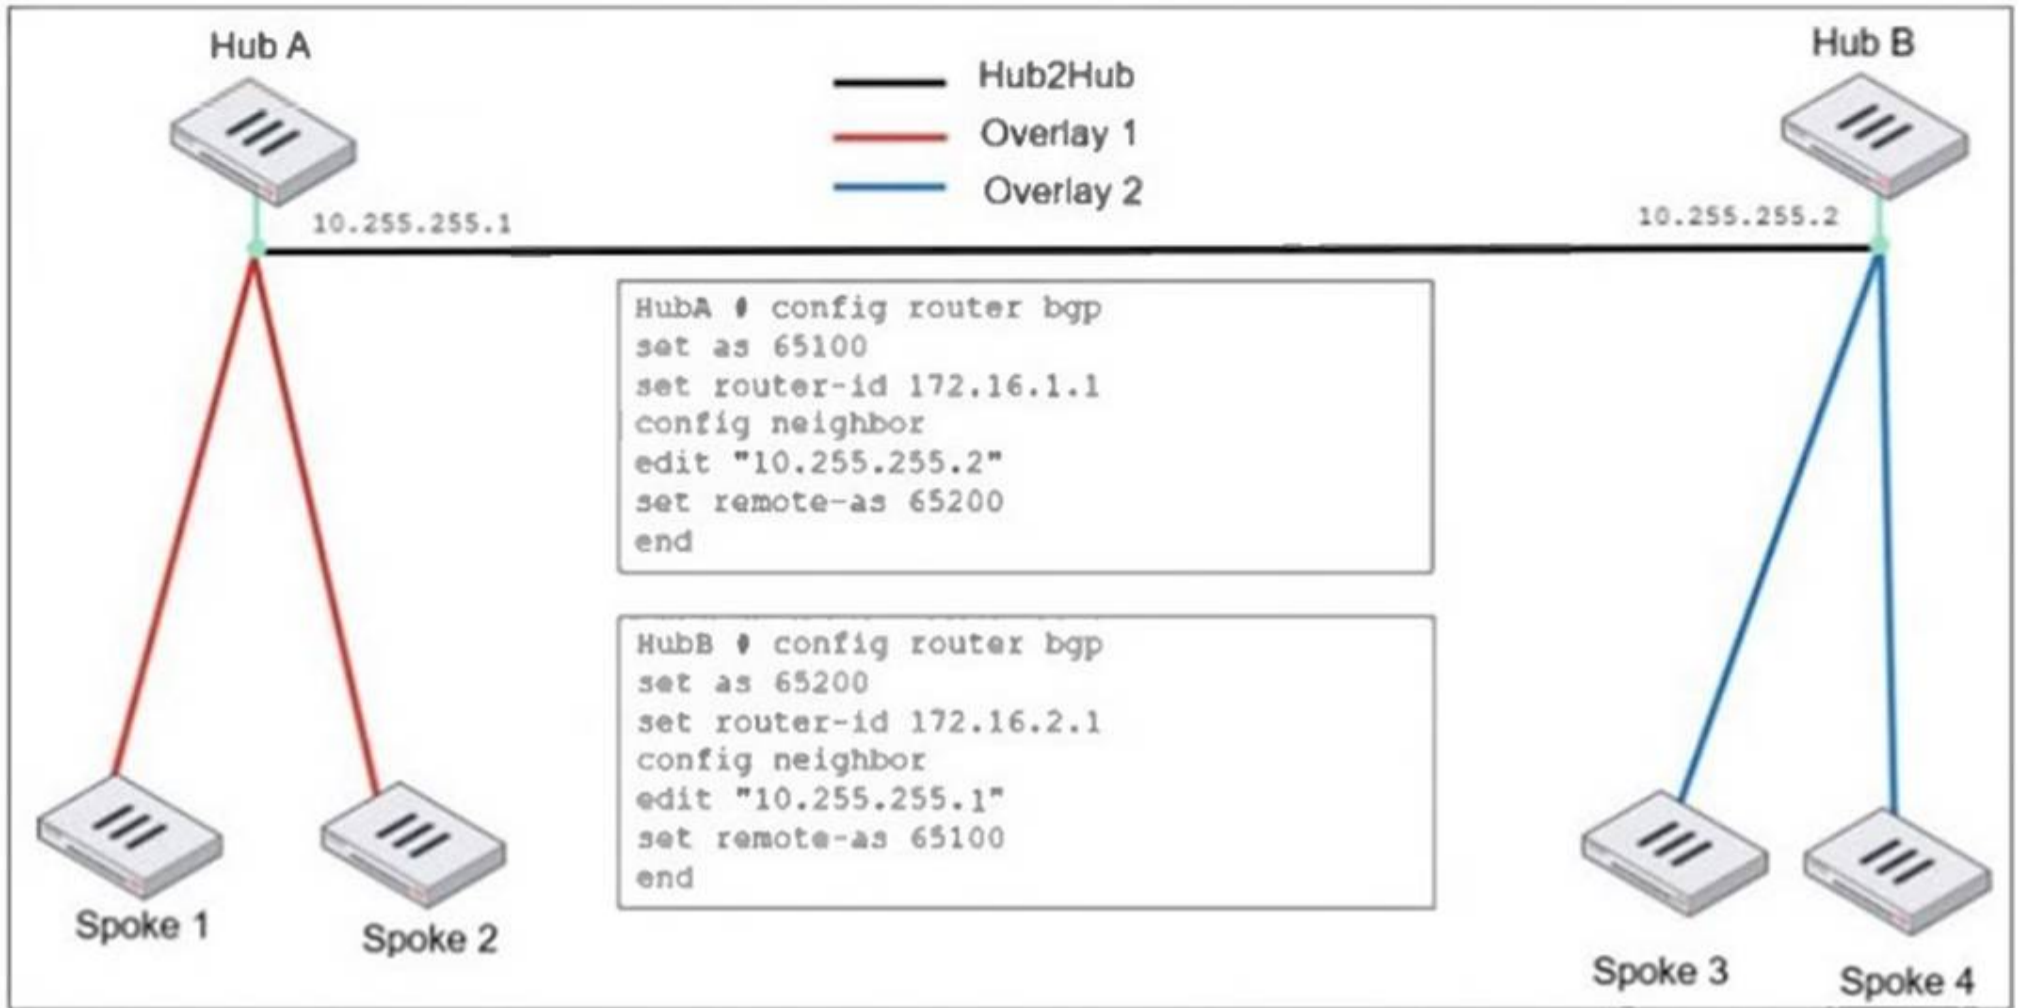 Hub A
Hub B
Hub2Hub
Overlay 1
Overlay 2
10.255.255.1
10.255.255.2
HubA # config router bgp
set as 65100
set router-id 172.16.1.1
config neighbor
edit "10.255.255.2"
set remote-as 65200
end
HubB # config router bgp
set as 65200
set router-id 172.16.2.1
config neighbor
edit "10.255.255.1"
set remote-as 65100
end
Spoke 1
Spoke 2
Spoke 3
Spoke 4